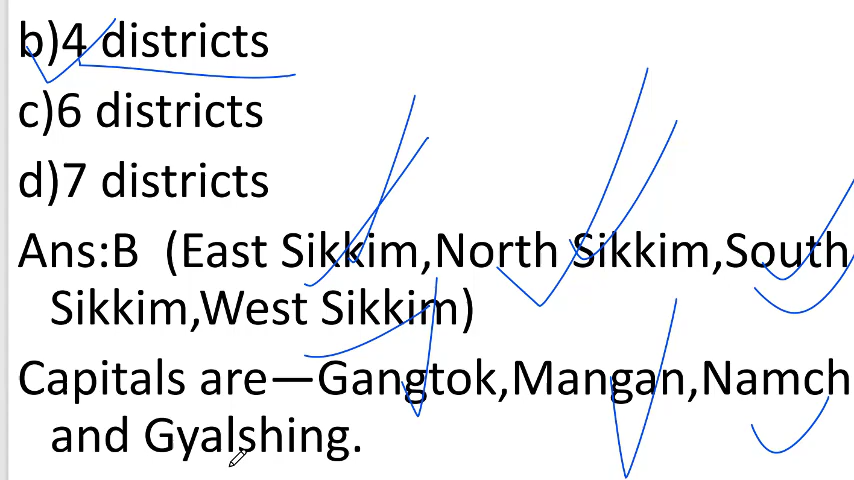 b)4 districts
c)6 districts
d)7 districts
Ans:B (East Sikkim,North Sikkim,South
Sikkim,West Sikkim)
Capitals are—Gangtok,Mangan,Namch
and Gyalshing.